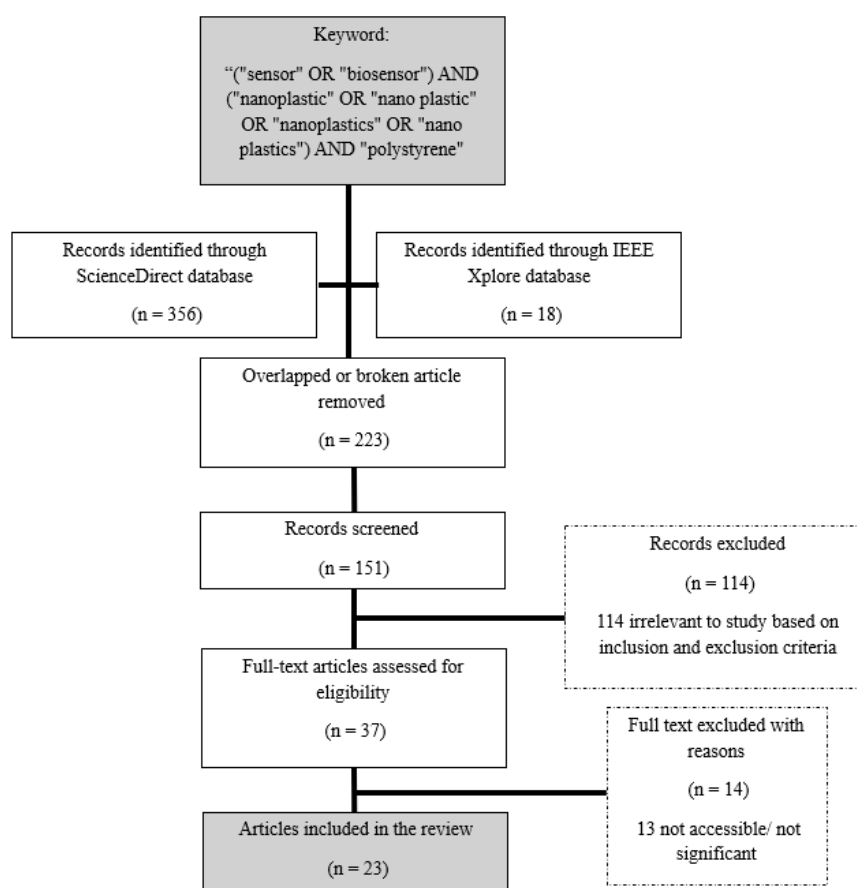 Keyword:
“("sensor" OR "biosensor") AND
("nanoplastic" OR "nano plastic"
OR "nanoplastics" OR "nano
plastics") AND "polystyrene"
Records identified through
ScienceDirect database
(n = 356)
Records identified through IEEE
Xplore database
(n = 18)
Overlapped or broken article
removed
(n = 223)
Records screened
(n = 151)
Records excluded
(n = 114)
114 irrelevant to study based on
inclusion and exclusion criteria
Full-text articles assessed for
eligibility
(n = 37)
Full text excluded with
reasons
(n = 14)
13 not accessible/ not
significant
Articles included in the review
(n = 23)